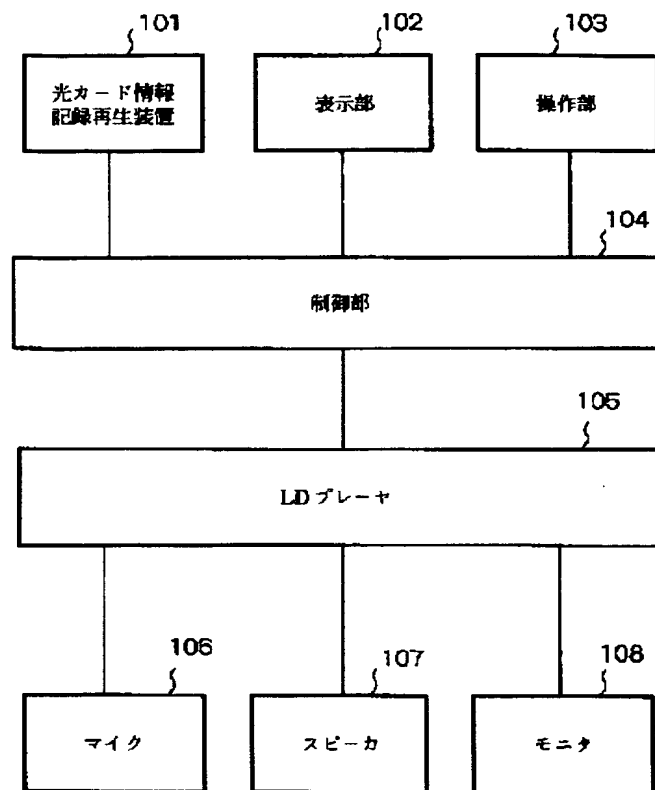 101
102
103
光カード情報
記録再生装置
表示部
操作部
104
制御部
105
LDプレーヤ
106
107
108
マイク
スピーカ
モニタ